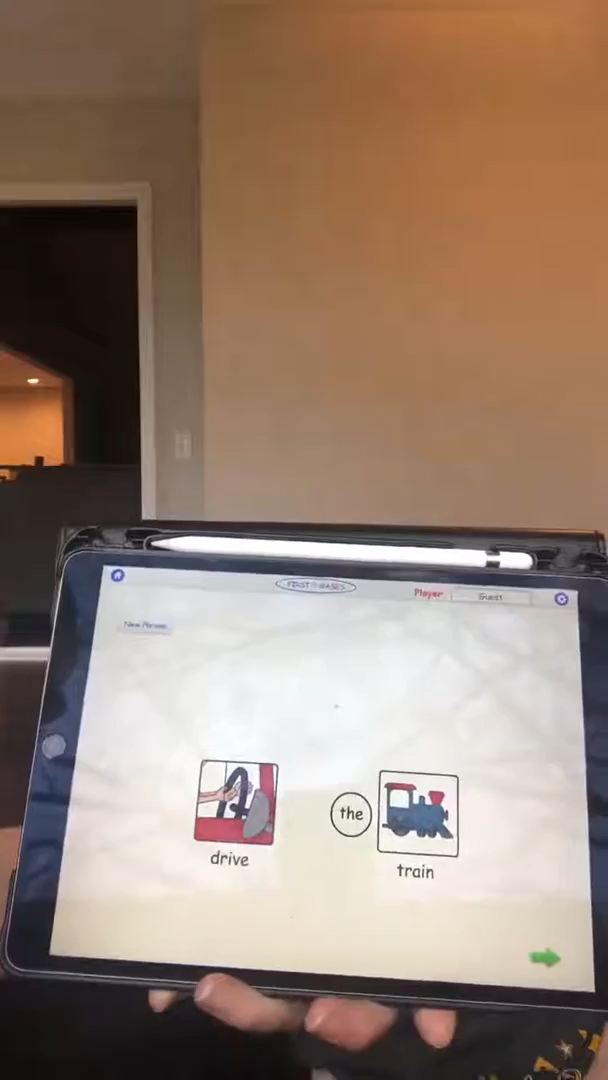 FIRST PHRASES
Player Guest
New Phrase
the
drive
train